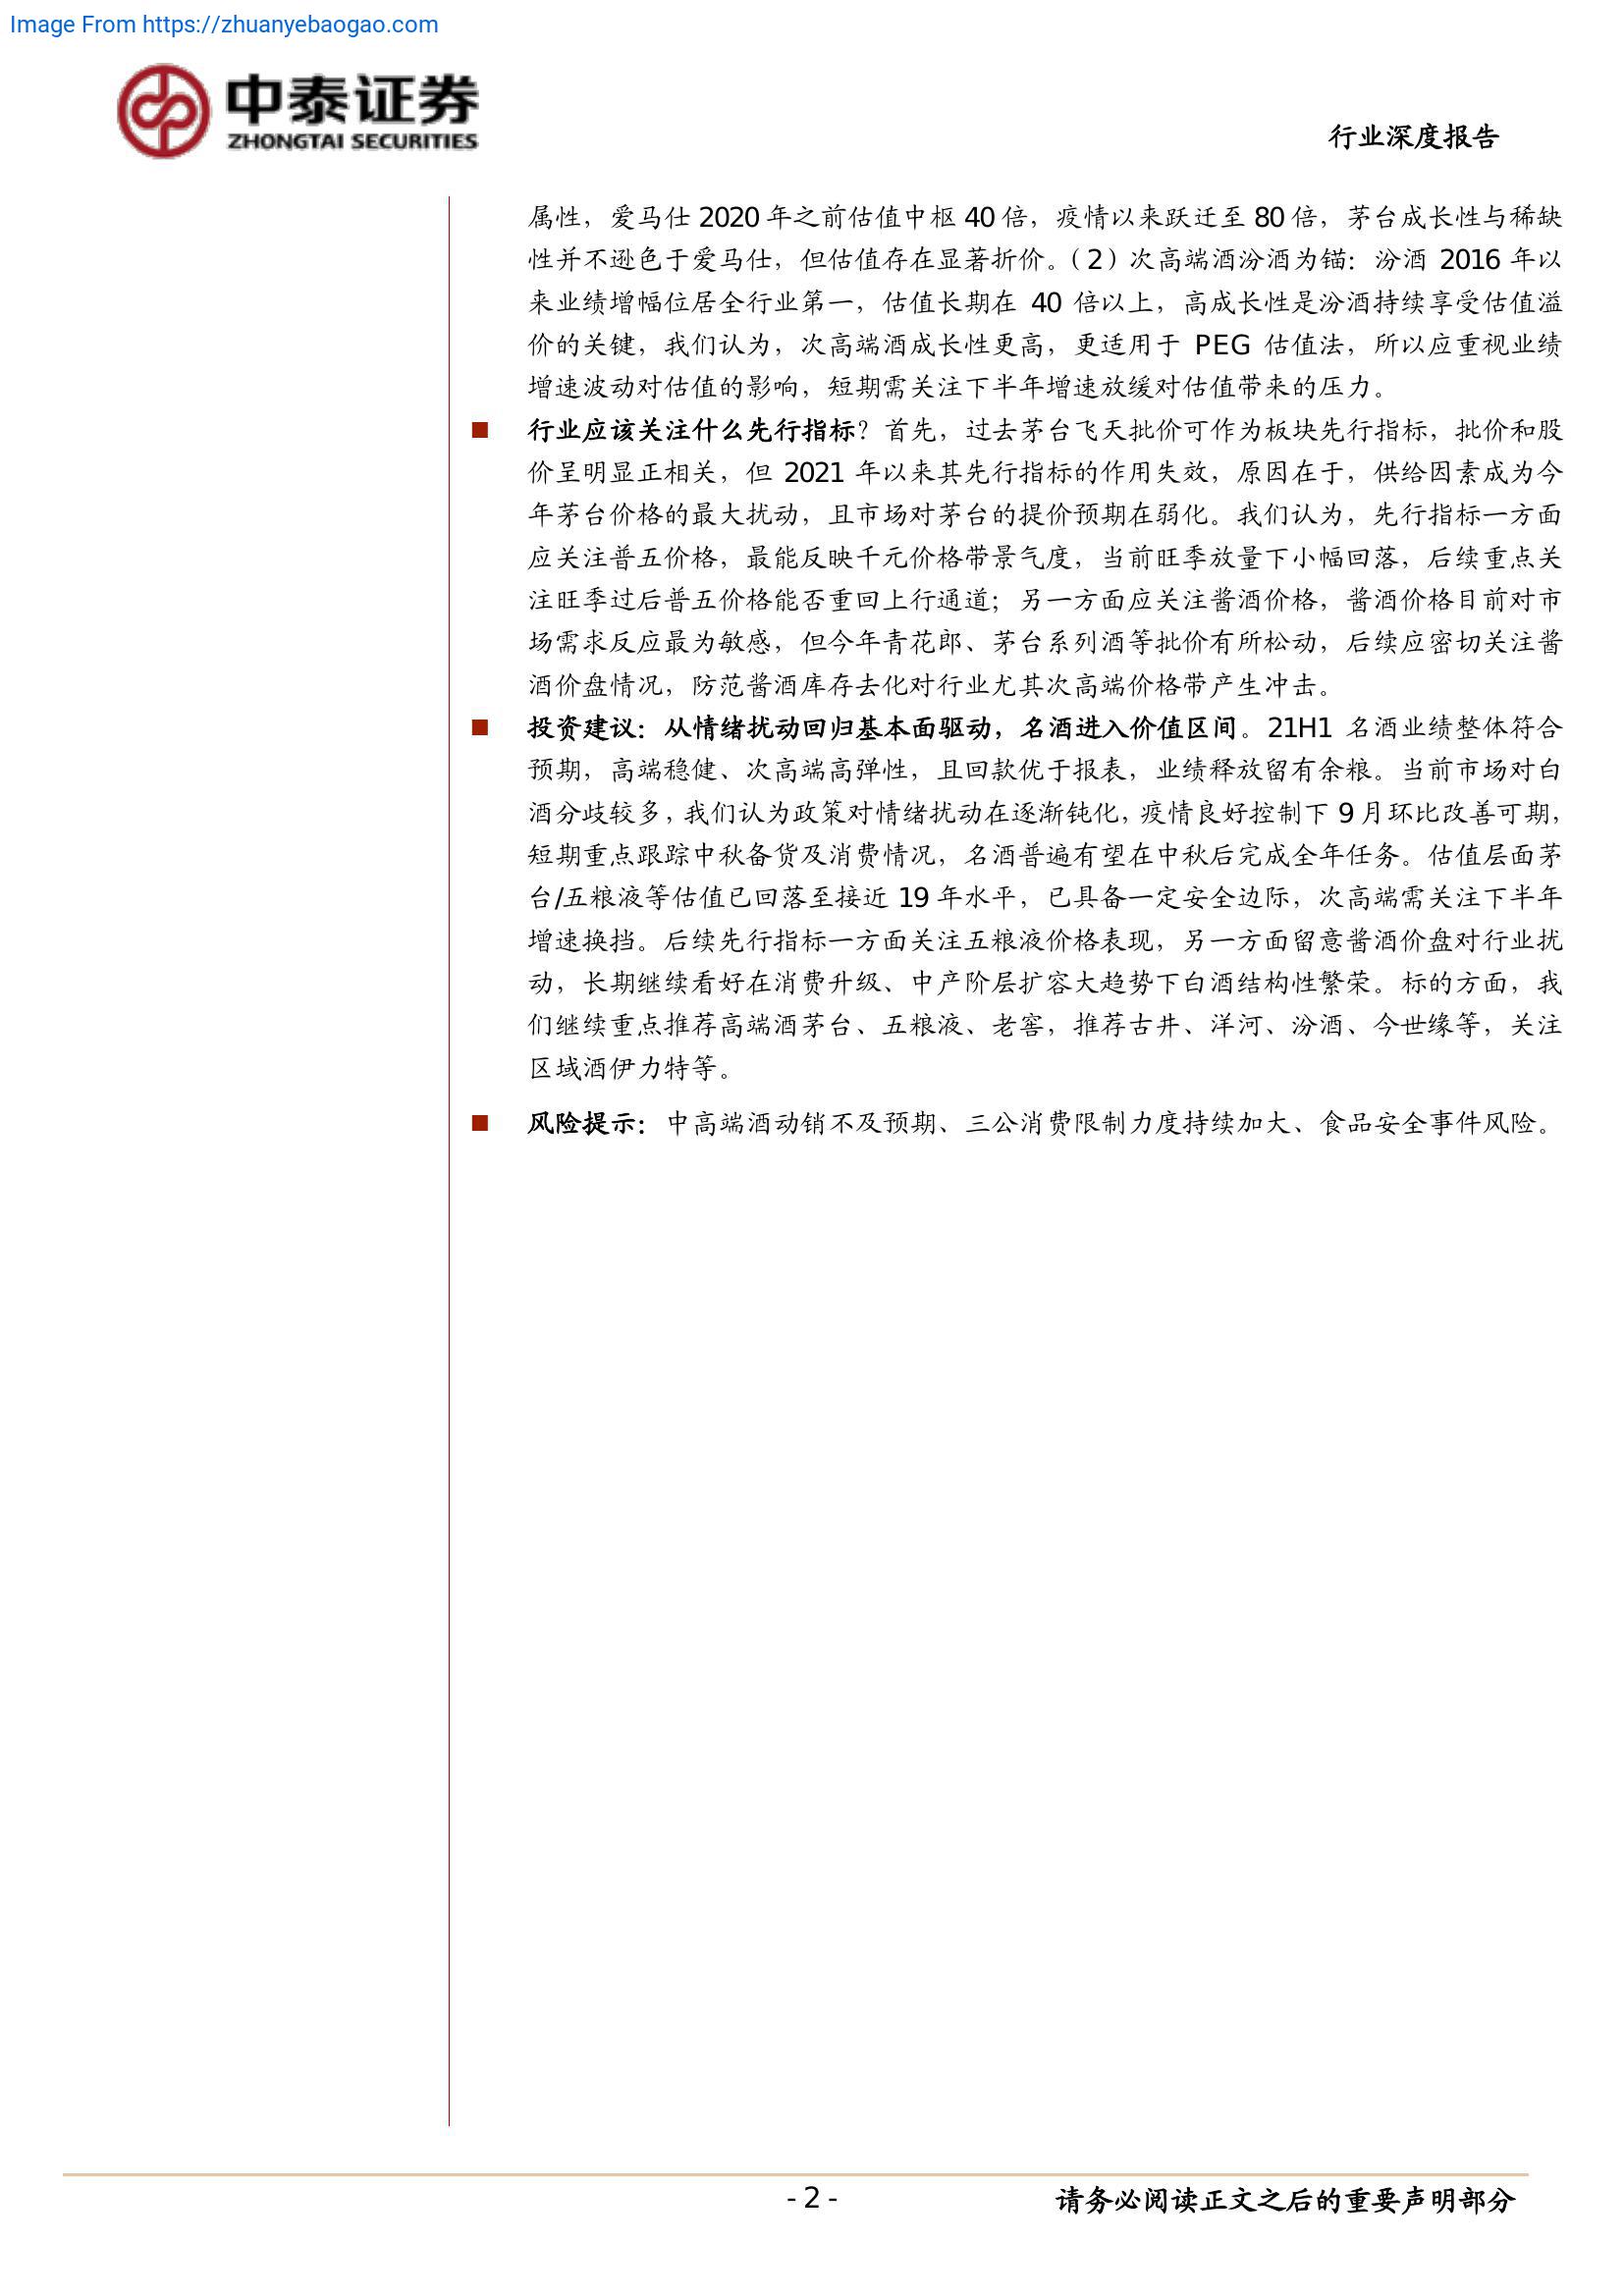 Image From https://zhuanyebaogao.com
中泰证券
ZHONGTAI SECURITIES
行业深度报告
属性，爱马仕 2020 年之前估值中枢 40 倍，疫情以来跃迁至 80 倍，茅台成长性与稀缺
性并不逊色于爱马仕，但估值存在显著折价。（2）次高端酒汾酒为锚：汾酒 2016 年以
来业绩增幅位居全行业第一，估值长期在 40 倍以上，高成长性是汾酒持续享受估值溢
价的关键，我们认为，次高端酒成长性更高，更适用于 PEG 估值法，所以应重视业绩
增速波动对估值的影响，短期需关注下半年增速放缓对估值带来的压力。
■ 行业应该关注什么先行指标？首先，过去茅台飞天批价可作为板块先行指标，批价和股
价呈明显正相关，但 2021 年以来其先行指标的作用失效，原因在于，供给因素成为今
年茅台价格的最大扰动，且市场对茅台的提价预期在弱化。我们认为，先行指标一方面
应关注普五价格，最能反映千元价格带景气度，当前旺季放量下小幅回落，后续重点关
注旺季过后普五价格能否重回上行通道；另一方面应关注酱酒价格，酱酒价格目前对市
场需求反应最为敏感，但今年青花郎、茅台系列酒等批价有所松动，后续应密切关注酱
酒价盘情况，防范酱酒库存去化对行业尤其次高端价格带产生冲击。
■ 投资建议：从情绪扰动回归基本面驱动，名酒进入价值区间。21H1 名酒业绩整体符合
预期，高端稳健、次高端高弹性，且回款优于报表，业绩释放留有余粮。当前市场对白
酒分歧较多，我们认为政策对情绪扰动在逐渐钝化，疫情良好控制下 9 月环比改善可期，
短期重点跟踪中秋备货及消费情况，名酒普遍有望在中秋后完成全年任务。估值层面茅
台/五粮液等估值已回落至接近 19 年水平，已具备一定安全边际，次高端需关注下半年
增速换挡。后续先行指标一方面关注五粮液价格表现，另一方面留意酱酒价盘对行业扰
动，长期继续看好在消费升级、中产阶层扩容大趋势下白酒结构性繁荣。标的方面，我
们继续重点推荐高端酒茅台、五粮液、老窖，推荐古井、洋河、汾酒、今世缘等，关注
区域酒伊力特等。
■ 风险提示：中高端酒动销不及预期、三公消费限制力度持续加大、食品安全事件风险。
- 2 -
请务必阅读正文之后的重要声明部分